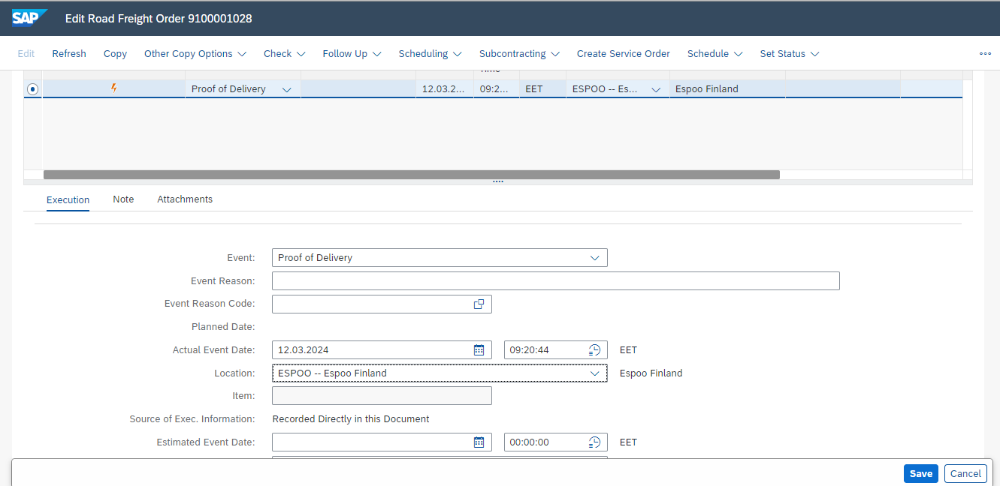 SAP Edit Road Freight Order 9100001028
Edit Refresh Copy Other Copy Options Check Follow Up Scheduling Subcontracting Create Service Order Schedule Set Status
Proof of Delivery 12.03.2... 09:2... EET ESPOO -- Es... Espoo Finland
Execution Note Attachments
Event: Proof of Delivery
Event Reason:
Event Reason Code:
Planned Date:
Actual Event Date: 12.03.2024 09:20:44 EET
Location: ESPOO -- Espoo Finland Espoo Finland
Item:
Source of Exec. Information: Recorded Directly in this Document
Estimated Event Date: 00:00:00 EET
Save Cancel